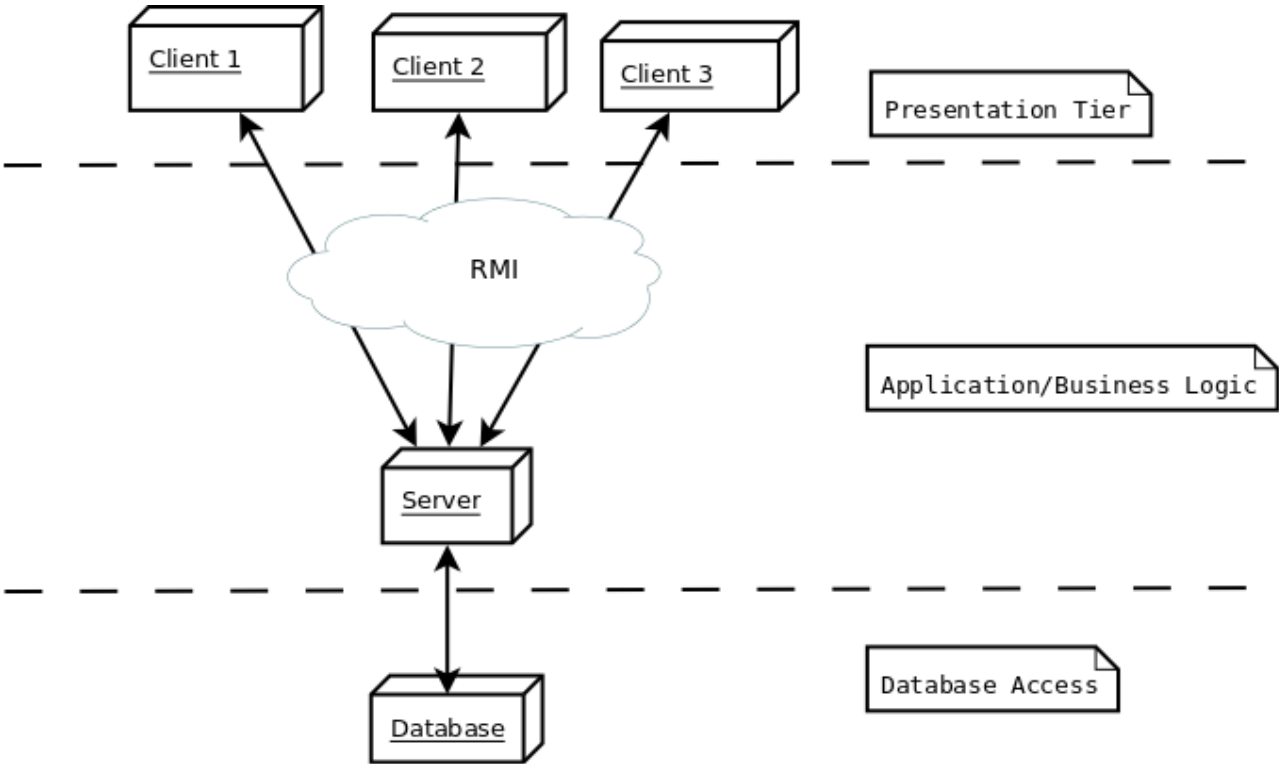 Client 1
Client 2
Client 3
Presentation Tier
RMI
Application/Business Logic
Server
Database Access
Database